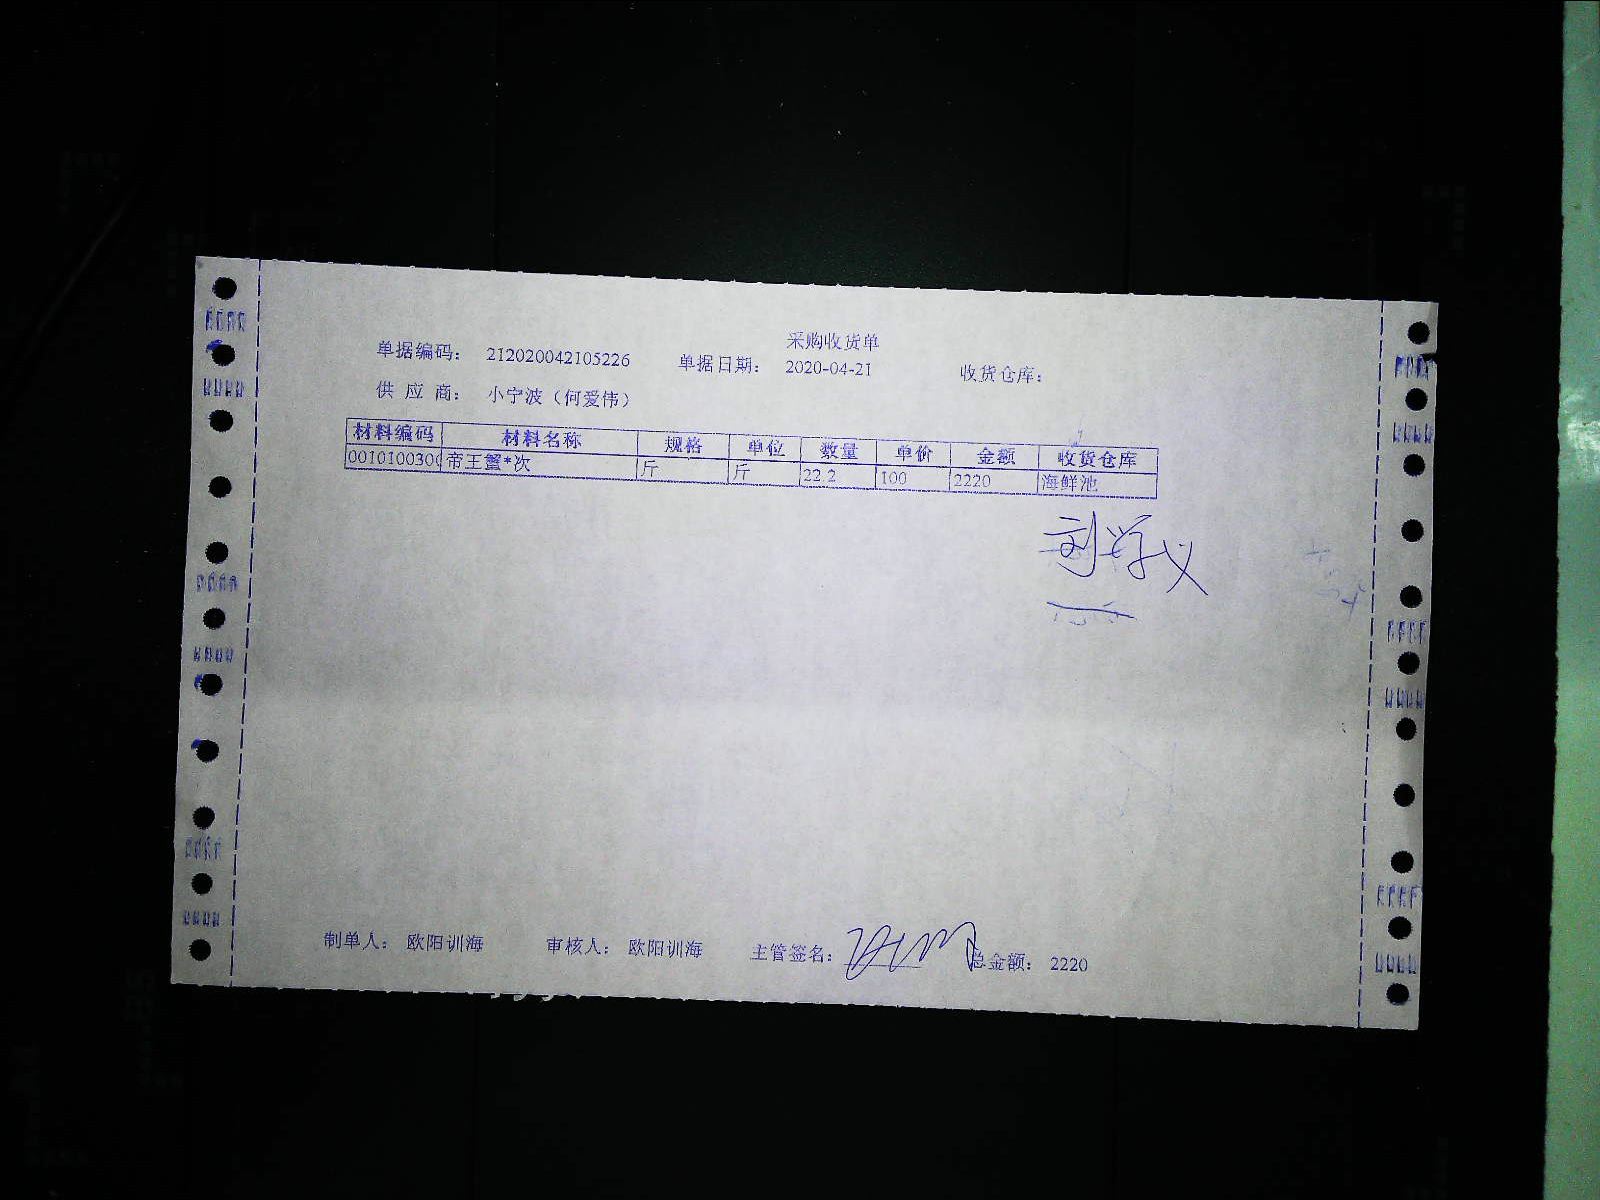 采购收货单
单据编码： 212020042105226 单据日期： 2020-04-21 收货仓库：
供 应 商： 小宁波（何爱伟）
材料编码 材料名称 规格 单位 数量 单价 金额 收货仓库
0010100300 帝王蟹*次 斤 斤 22.2 100 2220 海鲜池
刘学义
制单人： 欧阳训海 审核人： 欧阳训海 主管签名： 总金额： 2220